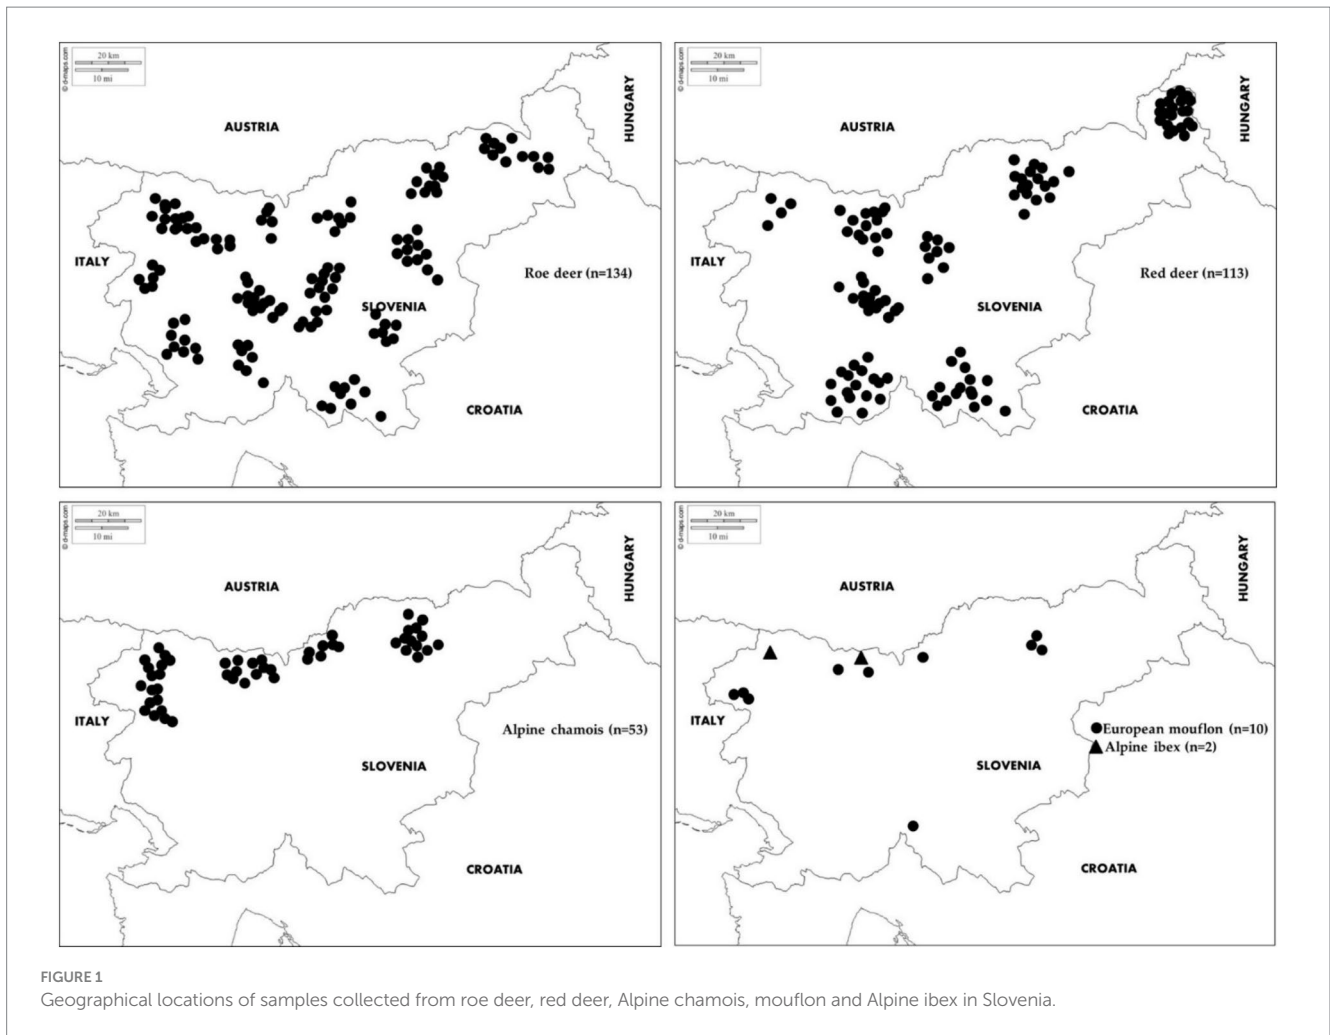 © d-maps.com
20 km
10 mi
AUSTRIA
HUNGARY
ITALY
Roe deer (n=134)
SLOVENIA
CROATIA
20 km
10 mi
© d-maps.com
AUSTRIA
HUNGARY
ITALY
Red deer (n=113)
SLOVENIA
CROATIA
20 km
10 mi
© d-maps.com
AUSTRIA
HUNGARY
ITALY
Alpine chamois (n=53)
SLOVENIA
CROATIA
20 km
10 mi
© d-maps.com
AUSTRIA
HUNGARY
ITALY
European mouflon (n=10)
Alpine ibex (n=2)
SLOVENIA
CROATIA
FIGURE 1
Geographical locations of samples collected from roe deer, red deer, Alpine chamois, mouflon and Alpine ibex in Slovenia.